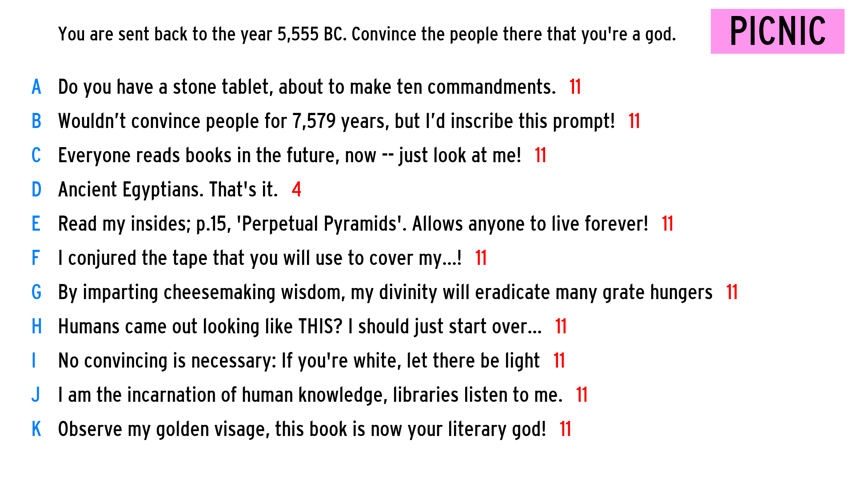 You are sent back to the year 5,555 BC. Convince the people there that you're a god.
PICNIC
A Do you have a stone tablet, about to make ten commandments. 11
B Wouldn’t convince people for 7,579 years, but I’d inscribe this prompt! 11
C Everyone reads books in the future, now -- just look at me! 11
D Ancient Egyptians. That's it. 4
E Read my insides; p.15, 'Perpetual Pyramids'. Allows anyone to live forever! 11
F I conjured the tape that you will use to cover my...! 11
G By imparting cheesemaking wisdom, my divinity will eradicate many grate hungers 11
H Humans came out looking like THIS? I should just start over... 11
I No convincing is necessary: If you're white, let there be light 11
J I am the incarnation of human knowledge, libraries listen to me. 11
K Observe my golden visage, this book is now your literary god! 11